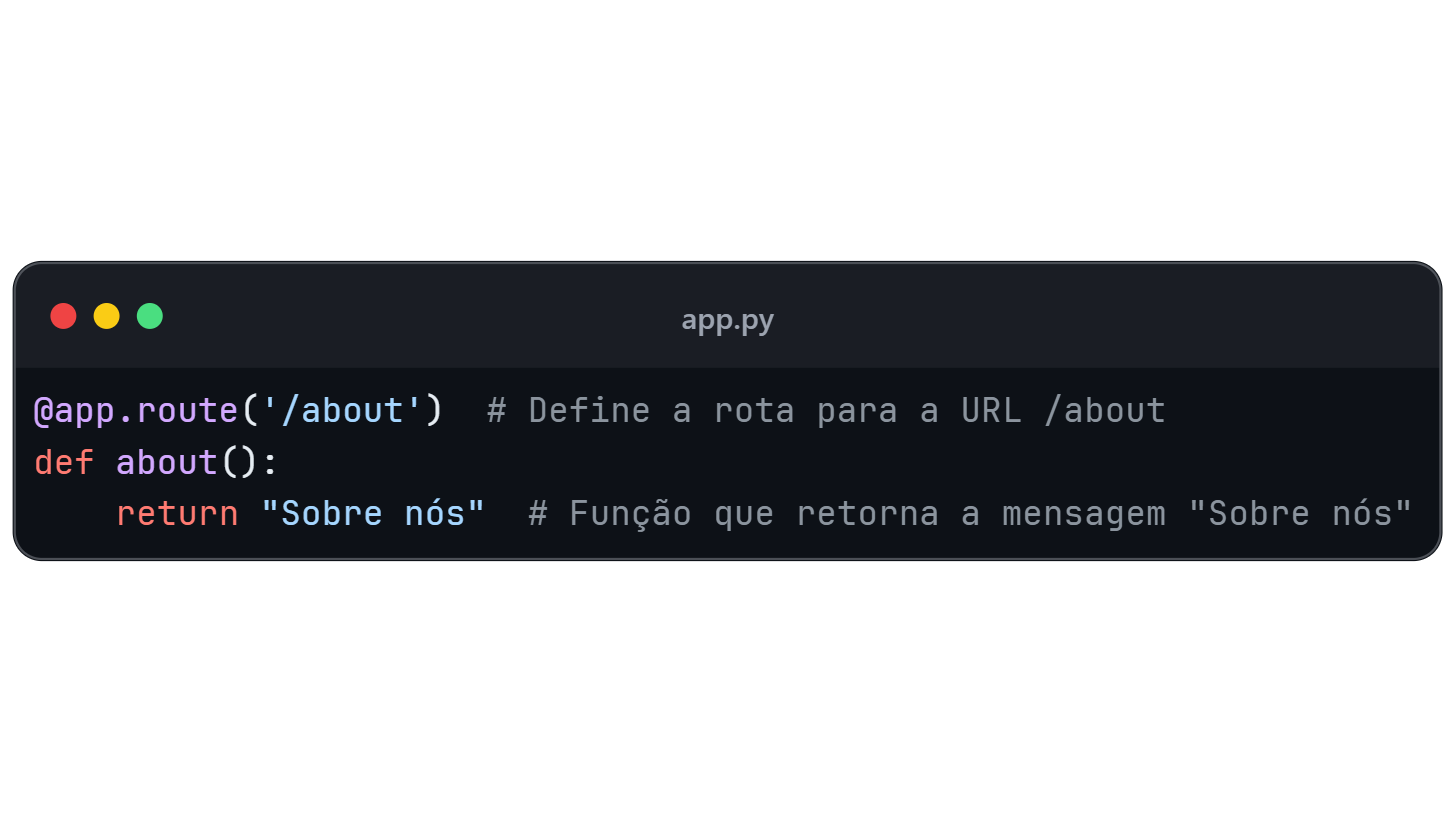 app.py
@app.route('/about')  # Define a rota para a URL /about
def about():
    return "Sobre nós"  # Função que retorna a mensagem "Sobre nós"